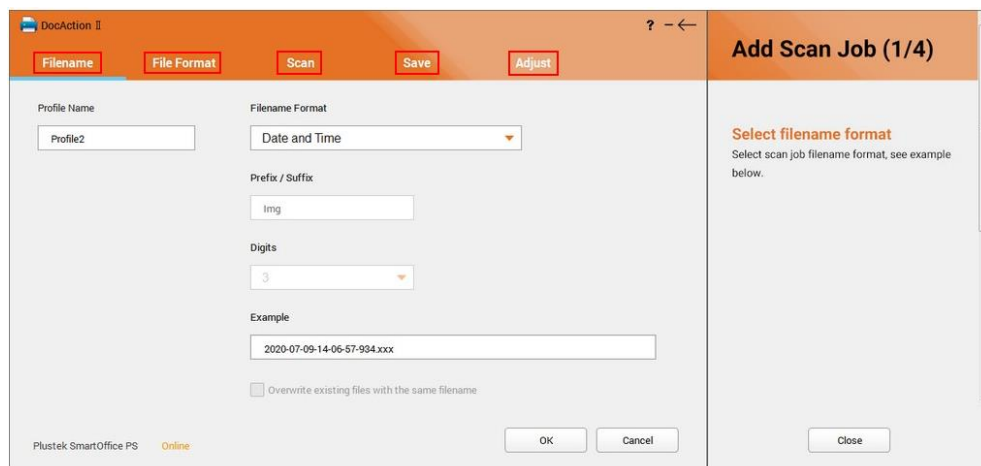 DocAction II
? – ←
Filename File Format Scan Save Adjust
Profile Name
Profile2
Filename Format
Date and Time
Prefix / Suffix
Img
Digits
3
Example
2020-07-09-14-06-57-934.xxx
Overwrite existing files with the same filename
OK Cancel
Plustek SmartOffice PS Online
Add Scan Job (1/4)
Select filename format
Select scan job filename format, see example
below.
Close